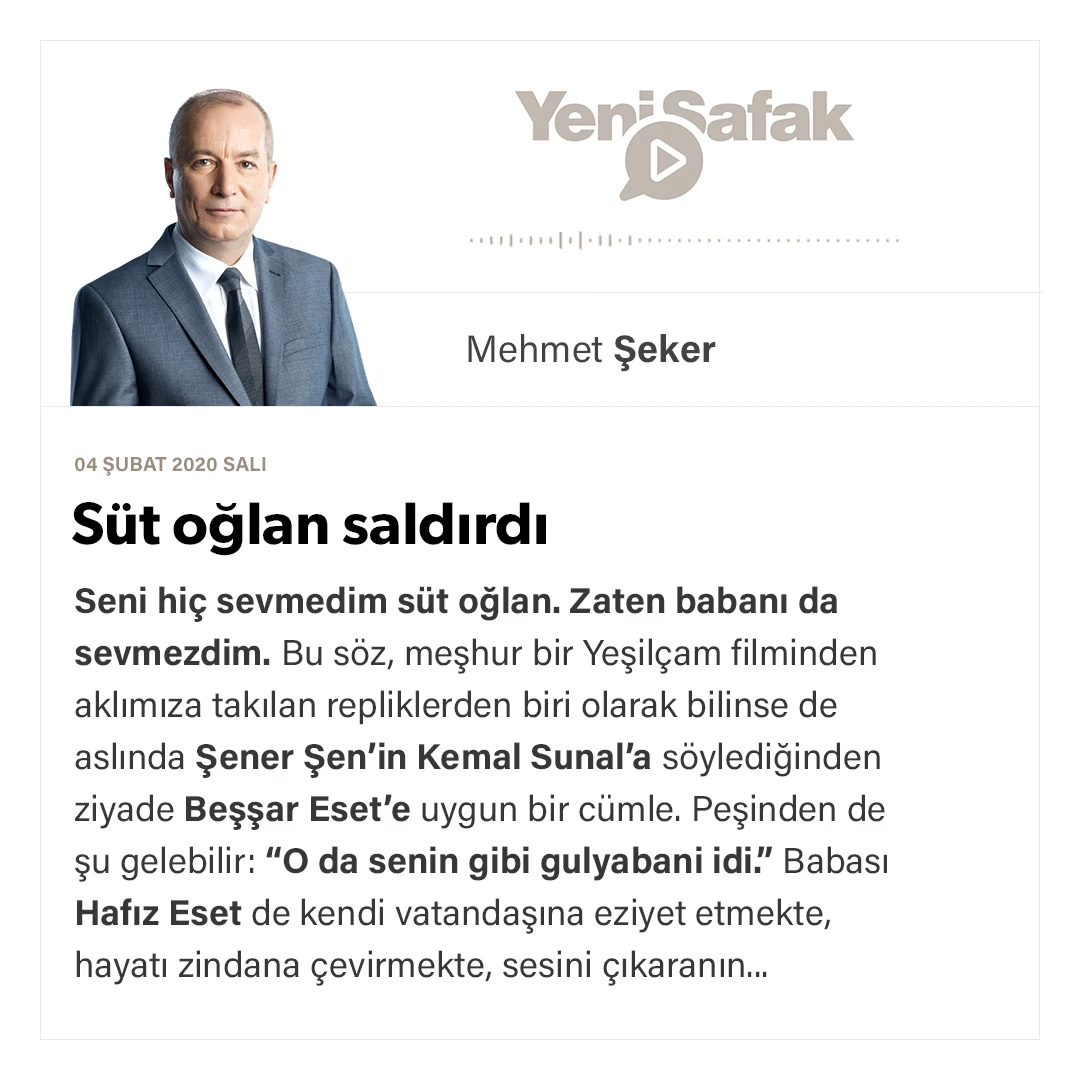 YeniSafak
Mehmet Şeker
04 ŞUBAT 2020 SALI
Süt oğlan saldırdı
Seni hiç sevmedim süt oğlan. Zaten babanı da
sevmezdim. Bu söz, meşhur bir Yeşilçam filminden
aklımıza takılan repliklerden biri olarak bilinse de
aslında Şener Şen’in Kemal Sunal’a söylediğinden
ziyade Beşşar Eset’e uygun bir cümle. Peşinden de
şu gelebilir: “O da senin gibi gulyabani idi.” Babası
Hafız Eset de kendi vatandaşına eziyet etmekte,
hayatı zindana çevirmekte, sesini çıkaranın...